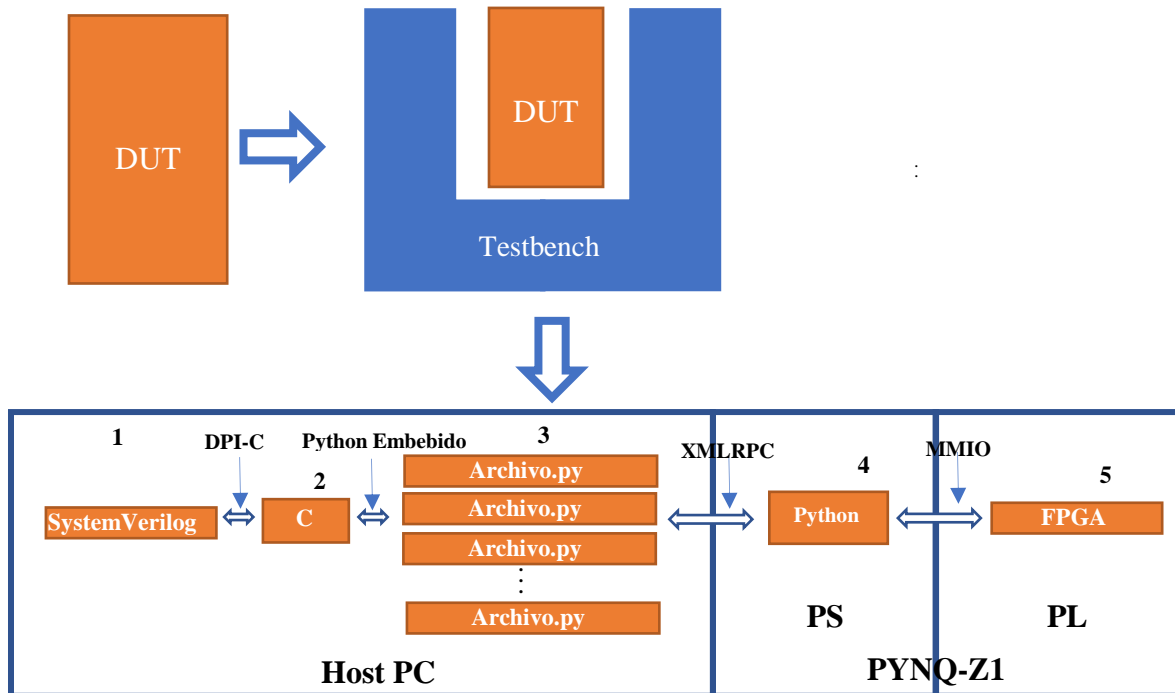 DUT
DUT
Testbench
:
1
DPI-C
2
Python Embebido
3
XMLRPC
4
MMIO
5
SystemVerilog
C
Archivo.py
Archivo.py
Archivo.py
⋮
Archivo.py
Python
FPGA
PS
PL
Host PC
PYNQ-Z1